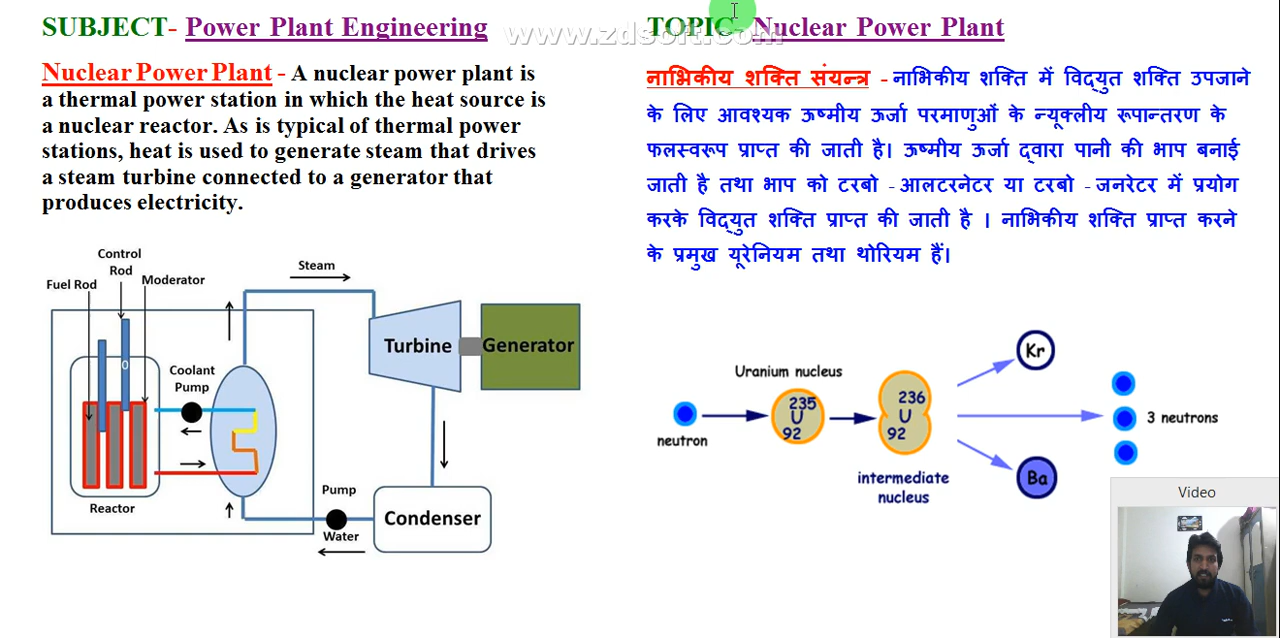 SUBJECT- Power Plant Engineering
www.zdsoft.com
TOPIC- Nuclear Power Plant
Nuclear Power Plant - A nuclear power plant is
a thermal power station in which the heat source is
a nuclear reactor. As is typical of thermal power
stations, heat is used to generate steam that drives
a steam turbine connected to a generator that
produces electricity.
नाभिकीय शक्ति संयन्त्र - नाभिकीय शक्ति में विद्युत शक्ति उपजाने
के लिए आवश्यक ऊष्मीय ऊर्जा परमाणुओं के न्यूक्लीय रूपान्तरण के
फलस्वरूप प्राप्त की जाती है। ऊष्मीय ऊर्जा द्वारा पानी की भाप बनाई
जाती है तथा भाप को टरबो - आलटरनेटर या टरबो - जनरेटर में प्रयोग
करके विद्युत शक्ति प्राप्त की जाती है । नाभिकीय शक्ति प्राप्त करने
के प्रमुख यूरेनियम तथा थोरियम हैं।
Control
Rod
Fuel Rod
Moderator
Steam
Coolant
Pump
0
Turbine
Generator
Reactor
Pump
Water
Condenser
Uranium nucleus
neutron
235
U
92
236
U
92
intermediate
nucleus
Kr
Ba
3 neutrons
Video